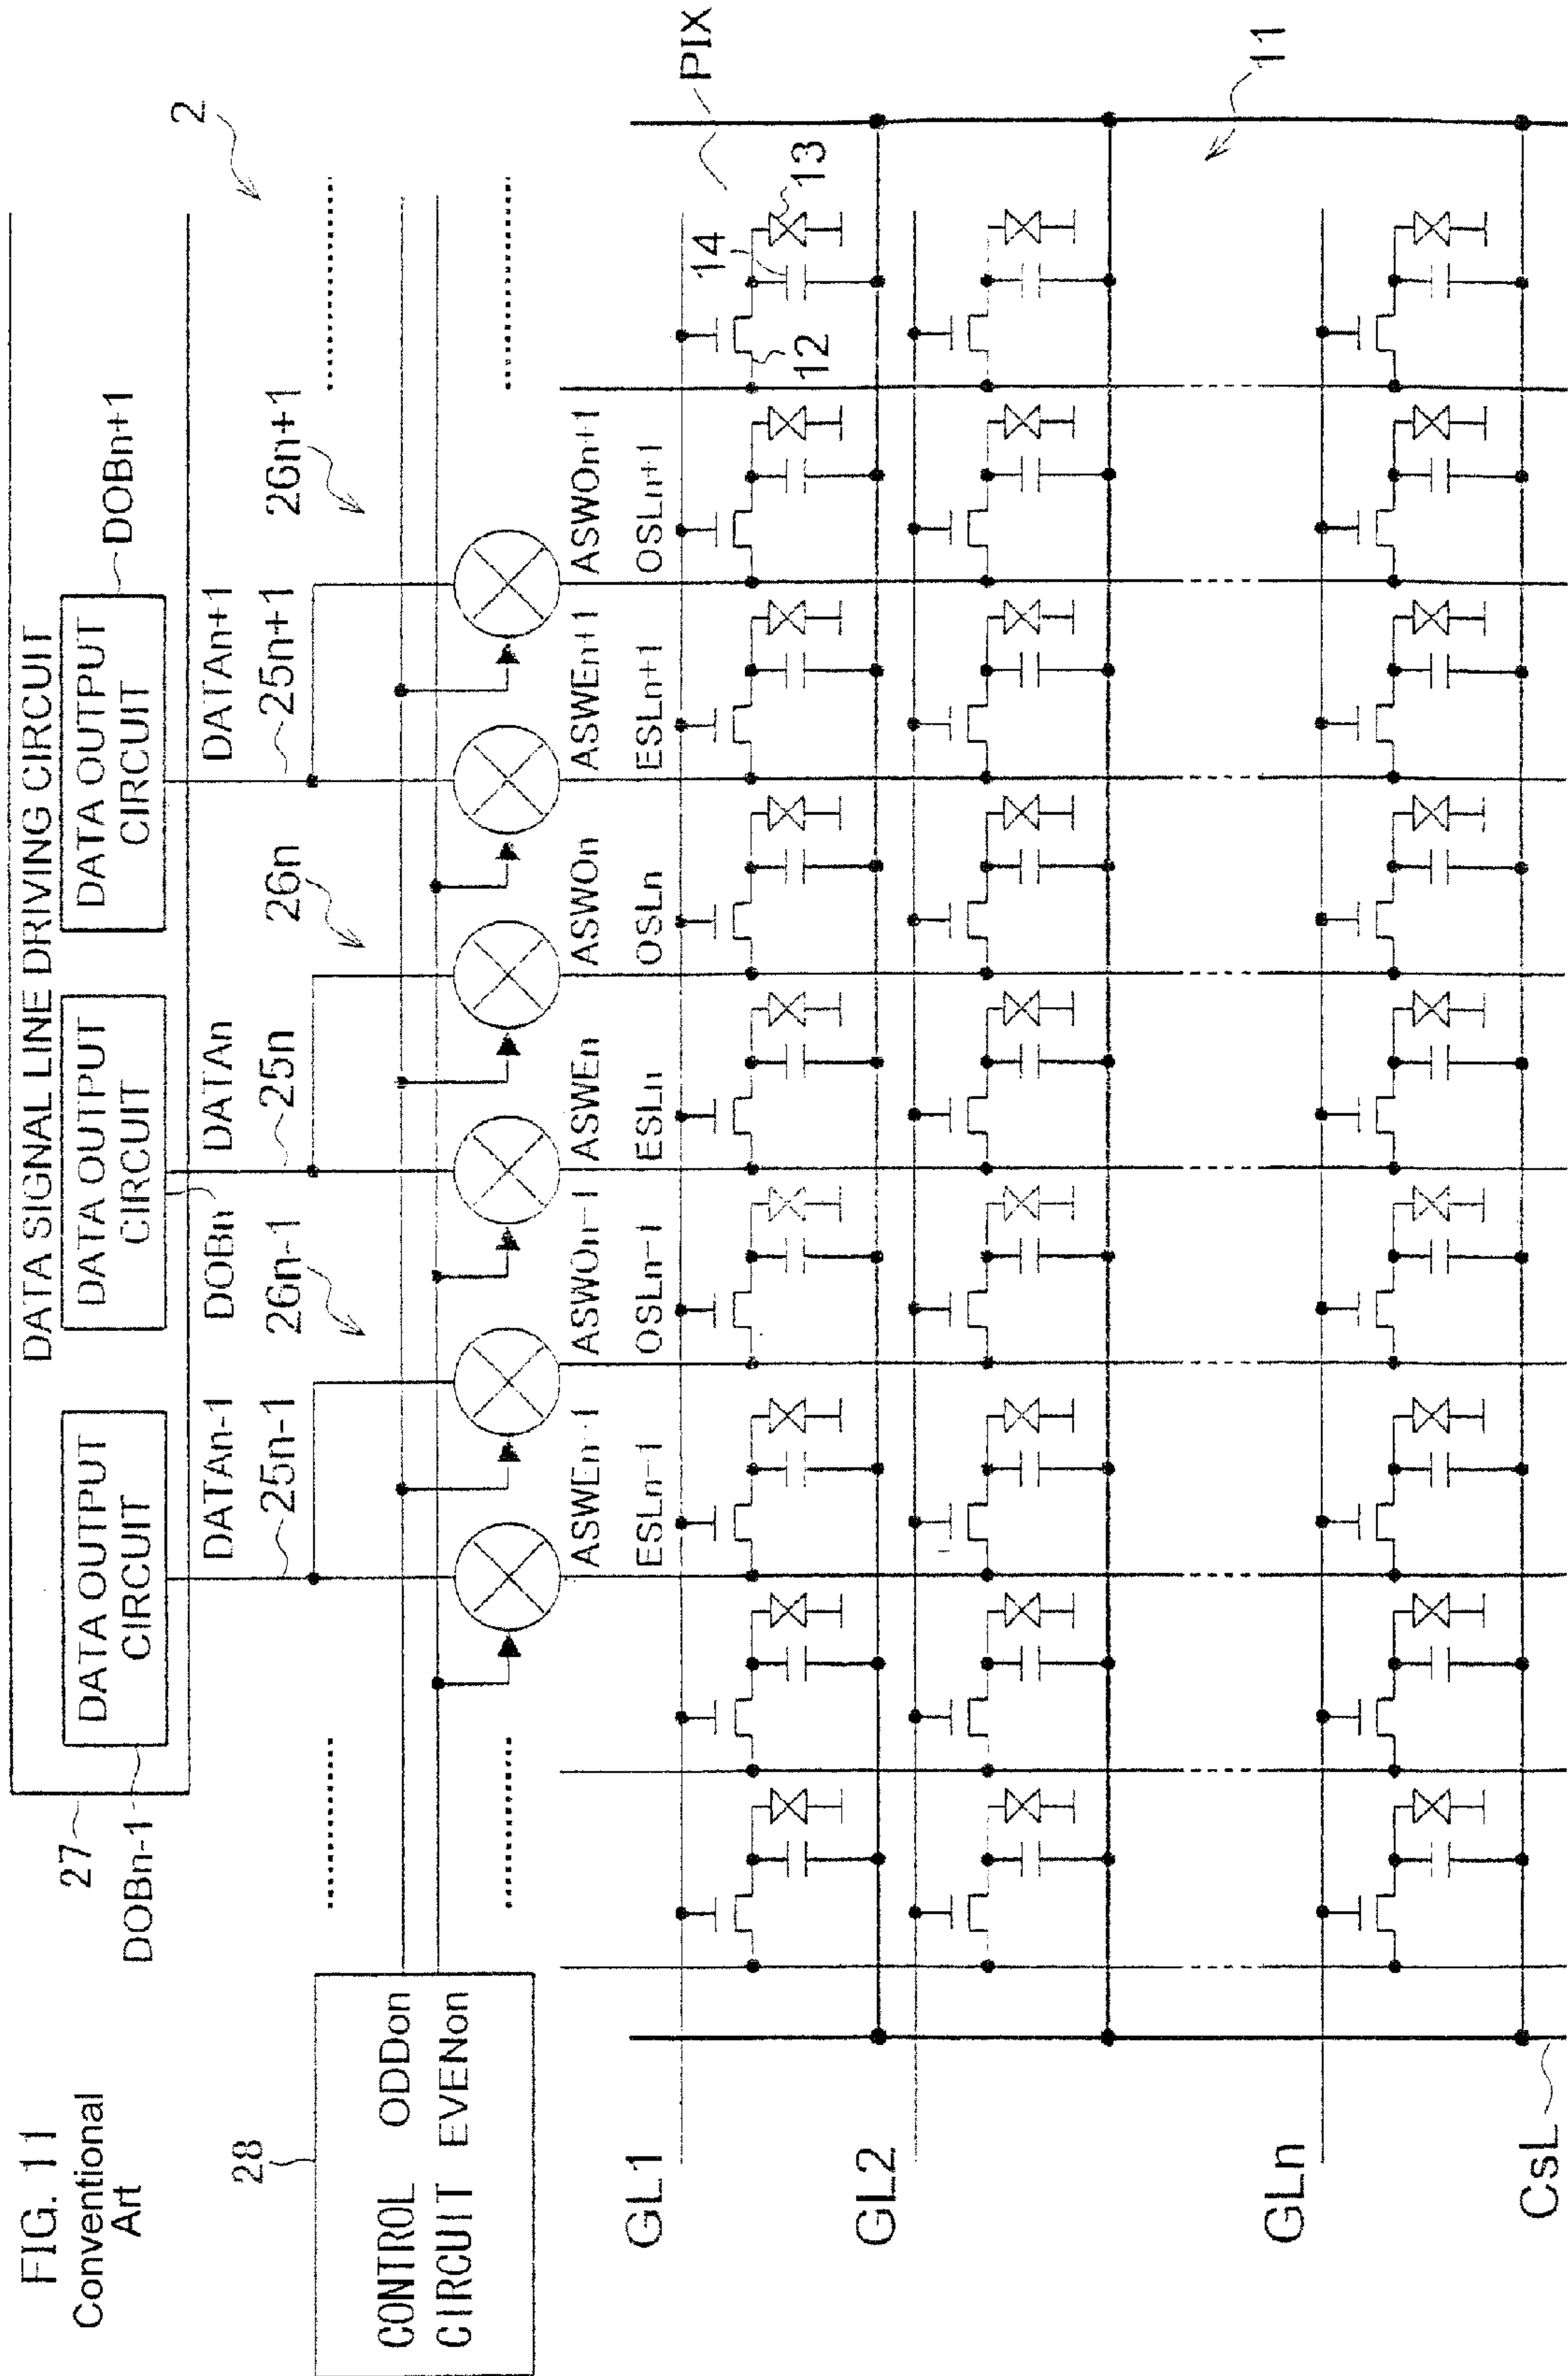 FIG. 11
Conventional
Art
DATA SIGNAL LINE DRIVING CIRCUIT
27
DATA OUTPUT
CIRCUIT
DATA OUTPUT
CIRCUIT
DATA OUTPUT
CIRCUIT
DOBn-1
DOBn
DOBn+1
2
DATAn-1
DATAn
DATAn+1
25n-1
25n
25n+1
26n-1
26n
26n+1
28
CONTROL
CIRCUIT
ODDon
EVENon
ASWEn-1
ASWOn-1
ASWEn
ASWOn
ASWEn+1
ASWOn+1
ESLn-1
OSLn-1
ESLn
OSLn
ESLn+1
OSLn+1
PIX
GL1
12
14
13
GL2
11
GLn
CsL